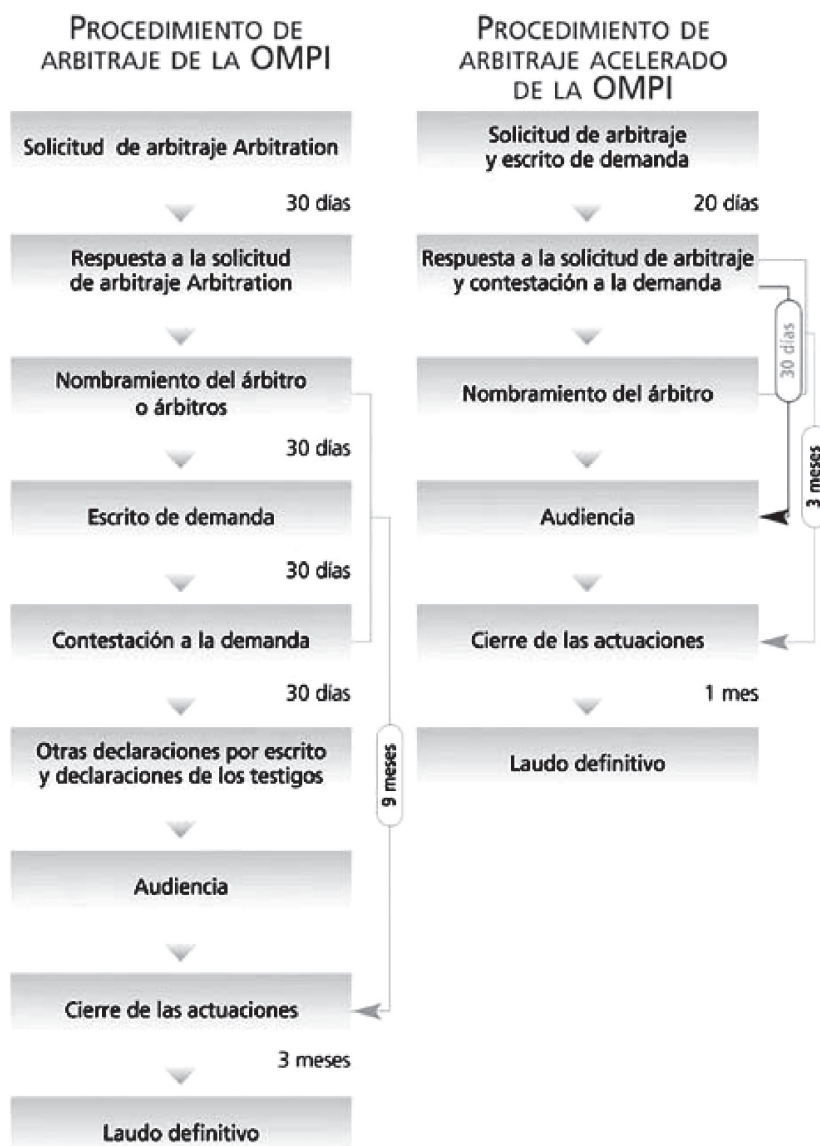 PROCEDIMIENTO DE
ARBITRAJE DE LA OMPI
Solicitud de arbitraje Arbitration
30 días
Respuesta a la solicitud
de arbitraje Arbitration
Nombramiento del árbitro
o árbitros
30 días
Escrito de demanda
30 días
Contestación a la demanda
30 días
Otras declaraciones por escrito
y declaraciones de los testigos
9 meses
Audiencia
Cierre de las actuaciones
3 meses
Laudo definitivo
PROCEDIMIENTO DE
ARBITRAJE ACELERADO
DE LA OMPI
Solicitud de arbitraje
y escrito de demanda
20 días
Respuesta a la solicitud de arbitraje
y contestación a la demanda
30 días
Nombramiento del árbitro
3 meses
Audiencia
Cierre de las actuaciones
1 mes
Laudo definitivo